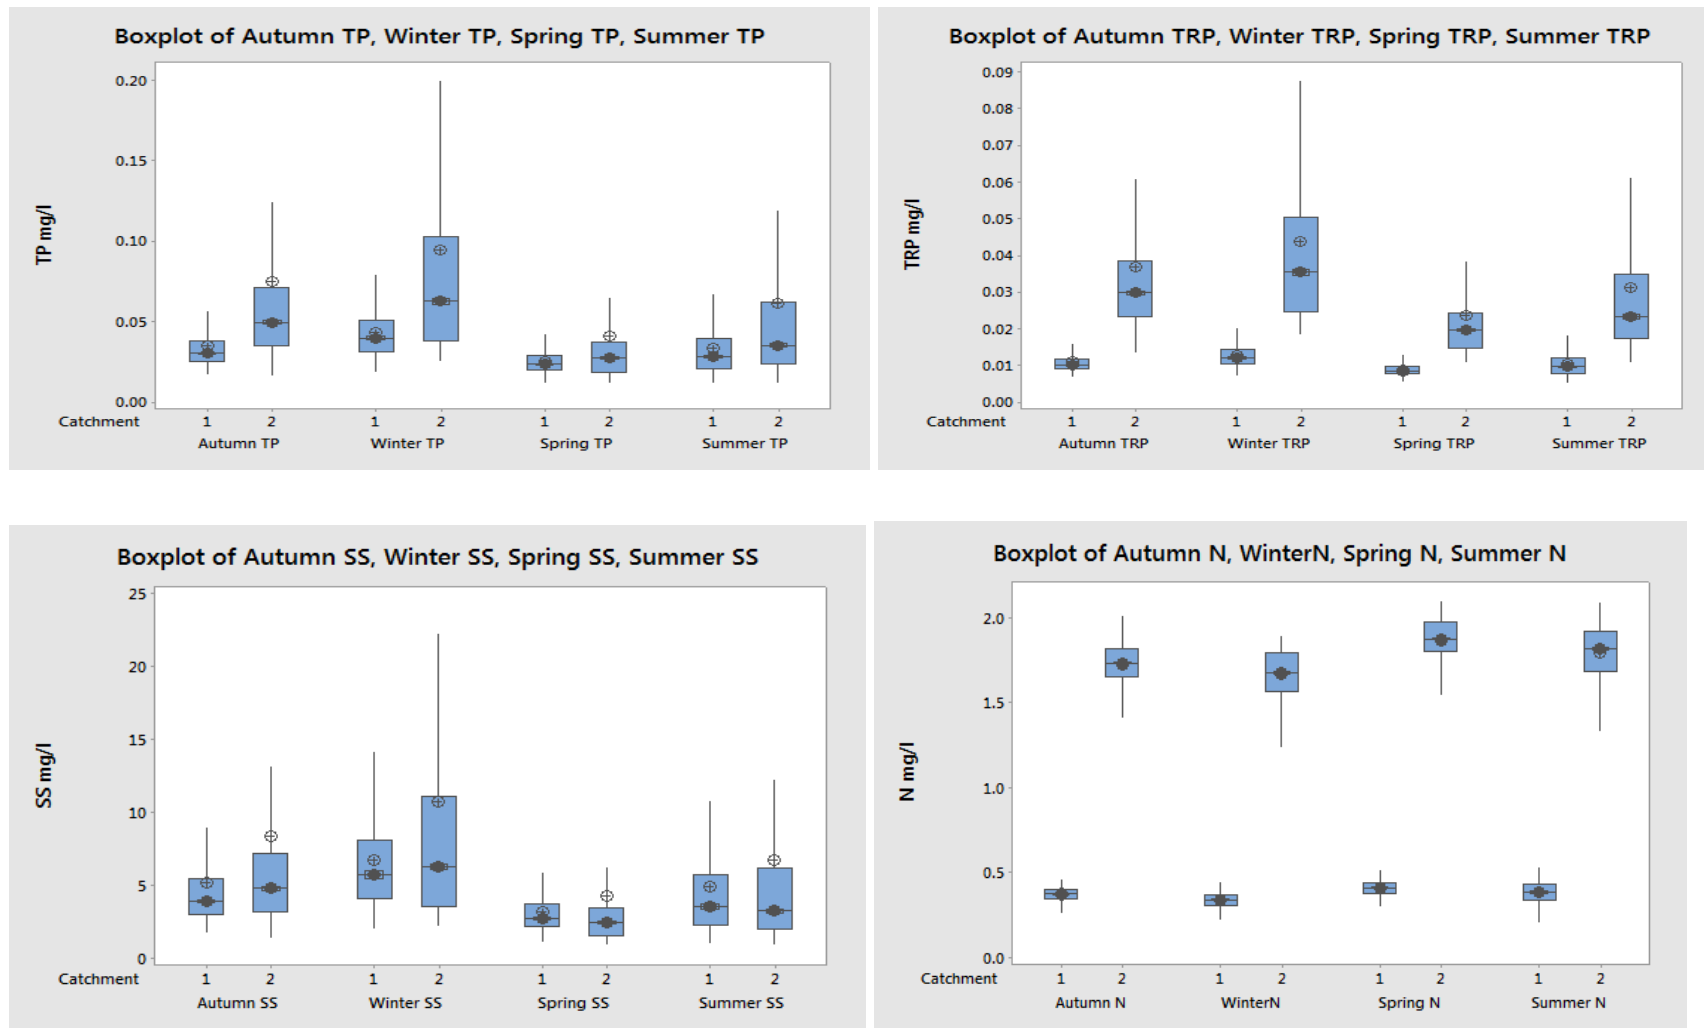 Boxplot of Autumn TP, Winter TP, Spring TP, Summer TP
TP mg/l
0.20
0.15
0.10
0.05
0.00
Catchment 1 2 1 2 1 2 1 2
Autumn TP Winter TP Spring TP Summer TP
Boxplot of Autumn TRP, Winter TRP, Spring TRP, Summer TRP
TRP mg/l
0.09
0.08
0.07
0.06
0.05
0.04
0.03
0.02
0.01
0.00
Catchment 1 2 1 2 1 2 1 2
Autumn TRP Winter TRP Spring TRP Summer TRP
Boxplot of Autumn SS, Winter SS, Spring SS, Summer SS
SS mg/l
25
20
15
10
5
0
Catchment 1 2 1 2 1 2 1 2
Autumn SS Winter SS Spring SS Summer SS
Boxplot of Autumn N, WinterN, Spring N, Summer N
N mg/l
2.0
1.5
1.0
0.5
0.0
Catchment 1 2 1 2 1 2 1 2
Autumn N WinterN Spring N Summer N